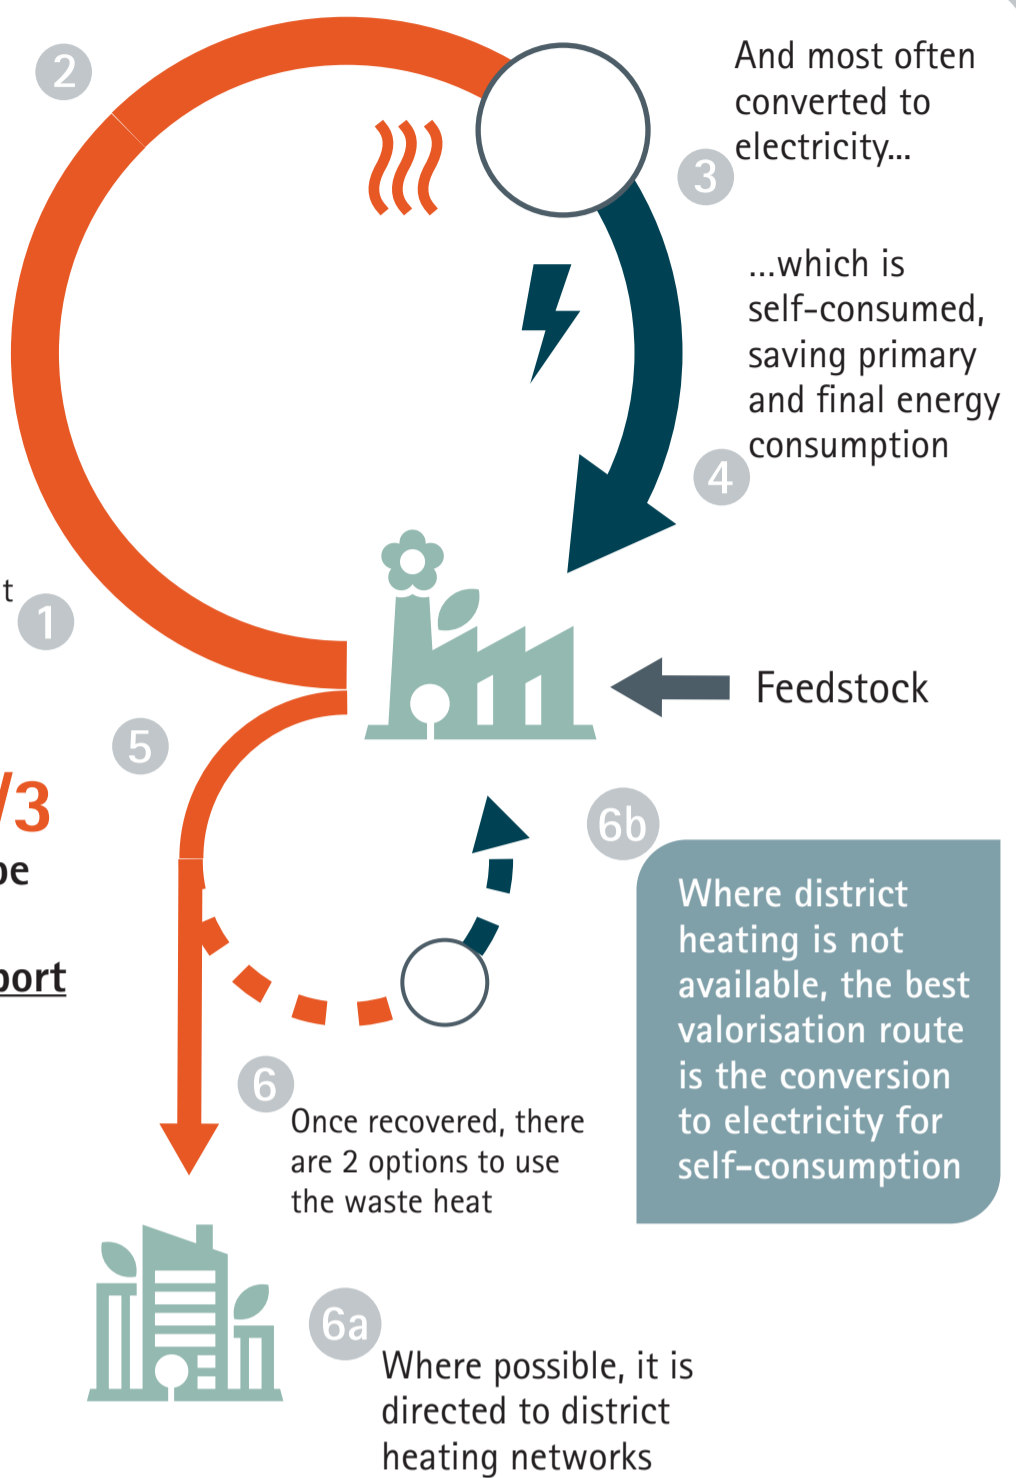 2
And most often
converted to
electricity...
3
...which is
self-consumed,
saving primary
and final energy
consumption
4
t
1
Feedstock
5
/3
6b
Where district
heating is not
available, the best
valorisation route
is the conversion
to electricity for
self-consumption
6
Once recovered, there
are 2 options to use
the waste heat
6a
Where possible, it is
directed to district
heating networks